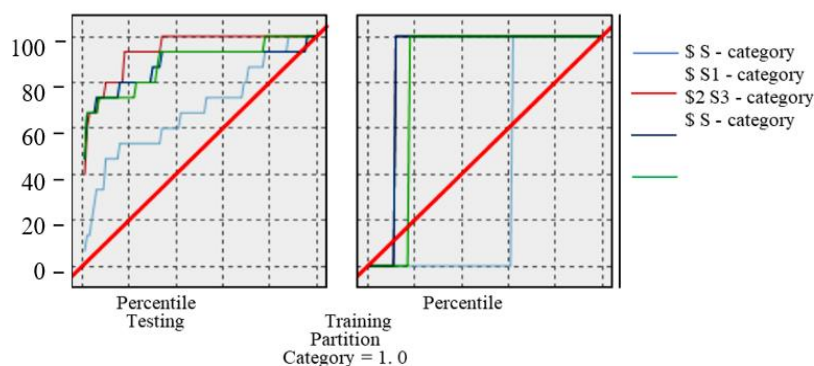 100
80
60
40
20
0
$ S - category
$ S1 - category
$2 S3 - category
$ S - category
Percentile
Testing
Percentile
Training
Partition
Category = 1. 0